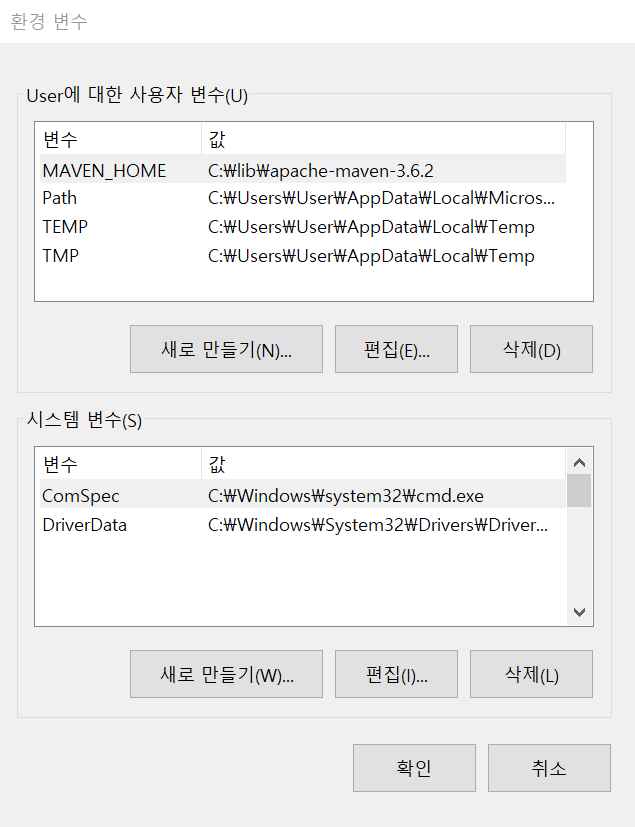 환경 변수
User에 대한 사용자 변수(U)
변수 값
MAVEN_HOME C:₩lib₩apache-maven-3.6.2
Path C:₩Users₩User₩AppData₩Local₩Micros...
TEMP C:₩Users₩User₩AppData₩Local₩Temp
TMP C:₩Users₩User₩AppData₩Local₩Temp
새로 만들기(N)... 편집(E)... 삭제(D)
시스템 변수(S)
변수 값
ComSpec C:₩Windows₩system32₩cmd.exe
DriverData C:₩Windows₩System32₩Drivers₩Driver...
새로 만들기(W)... 편집(I)... 삭제(L)
확인 취소